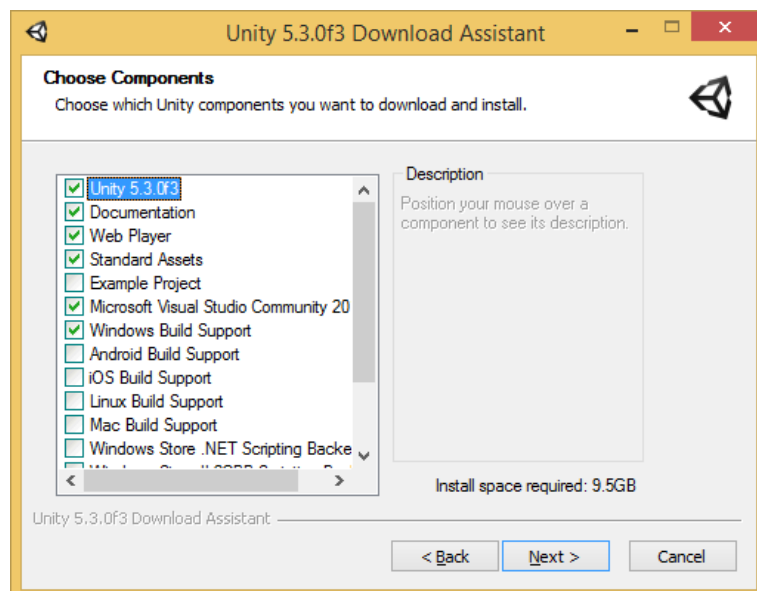 Unity 5.3.0f3 Download Assistant
Choose Components
Choose which Unity components you want to download and install.
Unity 5.3.0f3
Documentation
Web Player
Standard Assets
Example Project
Microsoft Visual Studio Community 20
Windows Build Support
Android Build Support
iOS Build Support
Linux Build Support
Mac Build Support
Windows Store .NET Scripting Backe
Description
Position your mouse over a
component to see its description.
Install space required: 9.5GB
Unity 5.3.0f3 Download Assistant
< Back
Next >
Cancel